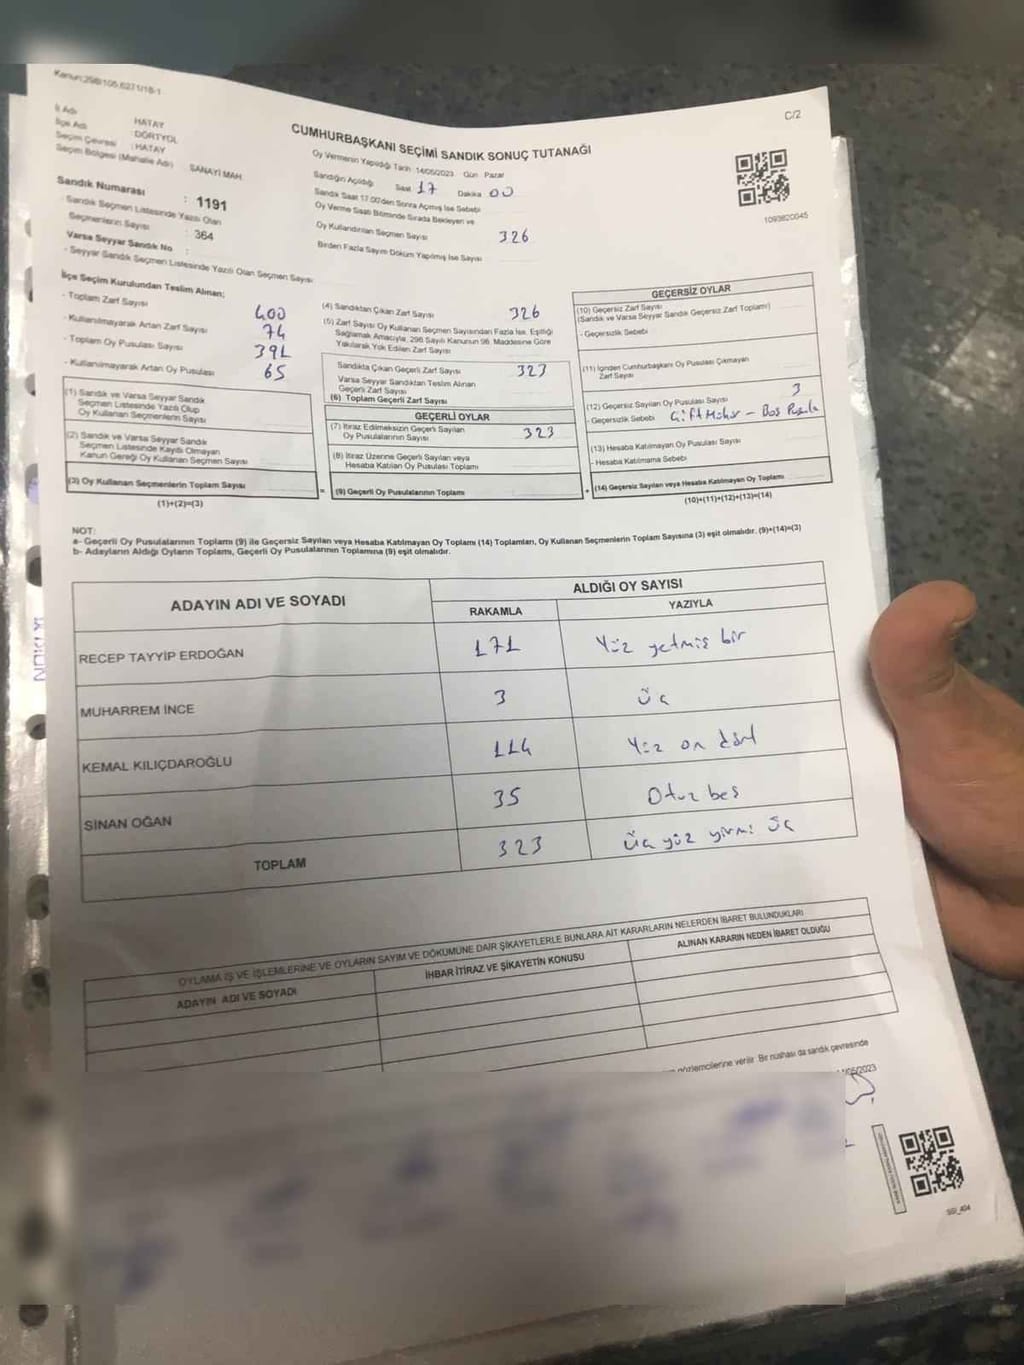 Kanun:298/105,6271/18-1
C/2
İl Adı : HATAY
İlçe Adı : DÖRTYOL
Seçim Çevresi : HATAY
Seçim Bölgesi (Mahalle Adı) SANAYİ MAH.
Sandık Numarası : 1191
Sandık Seçmen Listesinde Yazılı Olan
Seçmenlerin Sayısı : 364
Varsa Seyyar Sandık No :
- Seyyar Sandık Seçmen Listesinde Yazılı Olan Seçmen Sayısı
CUMHURBAŞKANI SEÇİMİ SANDIK SONUÇ TUTANAĞI
Oy Vermenin Yapıldığı Tarih 14/05/2023 Gün Pazar
Sandığın Açıldığı Saat 17 Dakika 00
Sandık Saat 17:00'den Sonra Açılmış İse Sebebi
Oy Verme Saati Bitiminde Sırada Bekleyen ve
Oy Kullandırılan Seçmen Sayısı 326
Birden Fazla Sayım Döküm Yapılmış İse Sayısı
1093820045
İlçe Seçim Kurulundan Teslim Alınan;
- Toplam Zarf Sayısı 400
- Kullanılmayarak Artan Zarf Sayısı 74
- Toplam Oy Pusulası Sayısı 391
- Kullanılmayarak Artan Oy Pusulası 65
(1) Sandık ve Varsa Seyyar Sandık
Seçmen Listesinde Yazılı Olup
Oy Kullanan Seçmenlerin Sayısı
(2) Sandık ve Varsa Seyyar Sandık
Seçmen Listesinde Kayıtlı Olmayan
Kanun Gereği Oy Kullanan Seçmen Sayısı
(3) Oy Kullanan Seçmenlerin Toplam Sayısı
(1)+(2)=(3)
(4) Sandıktan Çıkan Zarf Sayısı 326
(5) Zarf Sayısı Oy Kullanan Seçmen Sayısından Fazla İse, Eşitliği
Sağlamak Amacıyla, 298 Sayılı Kanunun 98. Maddesine Göre
Yakılarak Yok Edilen Zarf Sayısı
Sandıkta Çıkan Geçerli Zarf Sayısı 323
Varsa Seyyar Sandıktan Teslim Alınan
Geçerli Zarf Sayısı
(6) Toplam Geçerli Zarf Sayısı
GEÇERLİ OYLAR
(7) İtiraz Edilmeksizin Geçerli Sayılan
Oy Pusulalarının Sayısı 323
(8) İtiraz Üzerine Geçerli Sayılan veya
Hesaba Katılan Oy Pusulası Toplamı
= (9) Geçerli Oy Pusulalarının Toplamı
GEÇERSİZ OYLAR
(10) Geçersiz Zarf Sayısı
(Sandık ve Varsa Seyyar Sandık Geçersiz Zarf Toplamı)
- Geçersizlik Sebebi
(11) İçinden Cumhurbaşkanı Oy Pusulası Çıkmayan
Zarf Sayısı
(12) Geçersiz Sayılan Oy Pusulası Sayısı 3
- Geçersizlik Sebebi Çift Mühür - Boş Pusula
(13) Hesaba Katılmayan Oy Pusulası Sayısı
- Hesaba Katılmama Sebebi
+ (14) Geçersiz Sayılan veya Hesaba Katılmayan Oy Toplamı
(10)+(11)+(12)+(13)=(14)
NOT:
a- Geçerli Oy Pusulalarının Toplamı (9) ile Geçersiz Sayılan veya Hesaba Katılmayan Oy Toplamı (14) Toplamları, Oy Kullanan Seçmenlerin Toplam Sayısına (3) eşit olmalıdır. (9)+(14)=(3)
b- Adayların Aldığı Oyların Toplamı, Geçerli Oy Pusulalarının Toplamına (9) eşit olmalıdır.
ADAYIN ADI VE SOYADI
ALDIĞI OY SAYISI
RAKAMLA YAZIYLA
RECEP TAYYİP ERDOĞAN 171 Yüz yetmiş bir
MUHARREM İNCE 3 üç
KEMAL KILIÇDAROĞLU 114 Yüz on dört
SİNAN OĞAN 35 Otuz beş
TOPLAM 323 üç yüz yirmi üç
OYLAMA İŞ VE İŞLEMLERİNE VE OYLARIN SAYIM VE DÖKÜMÜNE DAİR ŞİKAYETLERLE BUNLARA AİT KARARLARIN NELERDEN İBARET BULUNDUKLARI
ADAYIN ADI VE SOYADI İHBAR İTİRAZ VE ŞİKAYETİN KONUSU ALINAN KARARIN NEDEN İBARET OLDUĞU
gözlemcilerine verilir. Bir nüshası da sandık çevresinde
/05/2023